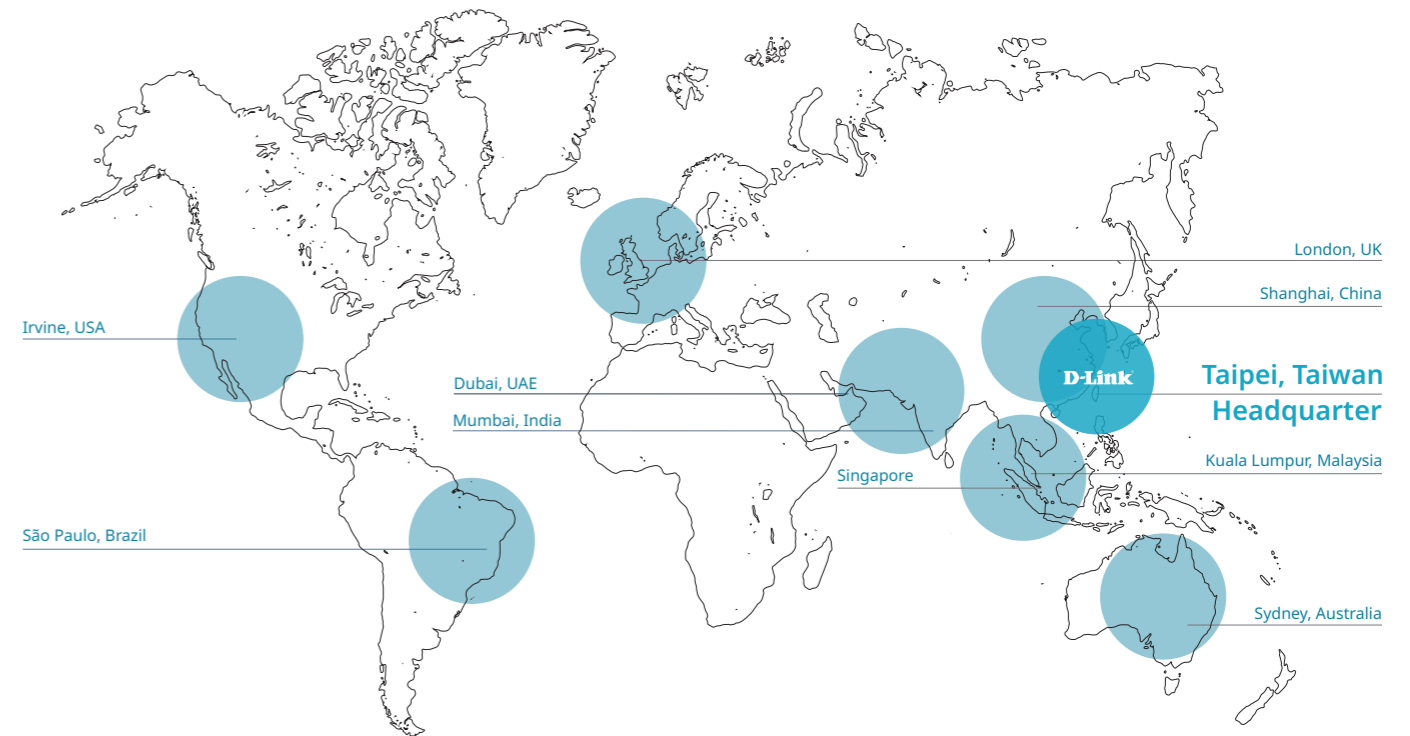 London, UK
Shanghai, China
Irvine, USA
D-Link
Taipei, Taiwan
Headquarter
Dubai, UAE
Mumbai, India
Kuala Lumpur, Malaysia
Singapore
São Paulo, Brazil
Sydney, Australia